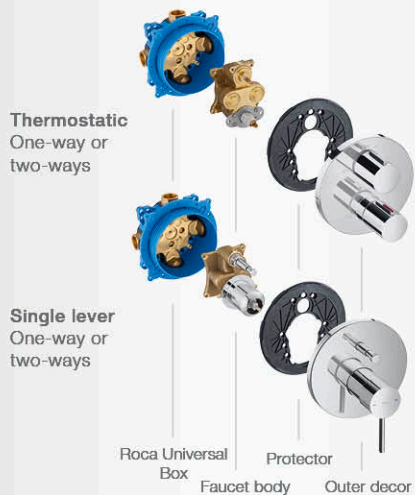 Thermostatic
One-way or
two-ways
Single lever
One-way or
two-ways
Roca Universal
Box
Faucet body
Protector
Outer decor